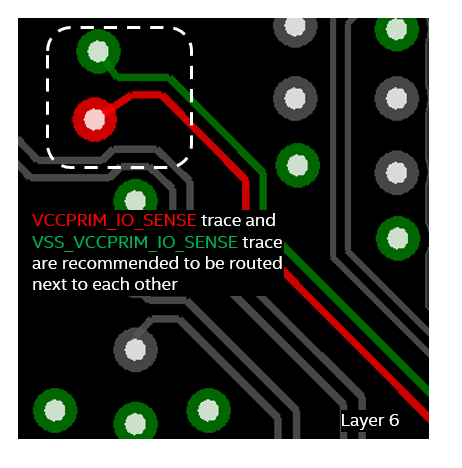 VCCPRIM_IO_SENSE trace and
VSS_VCCPRIM_IO_SENSE trace
are recommended to be routed
next to each other
Layer 6